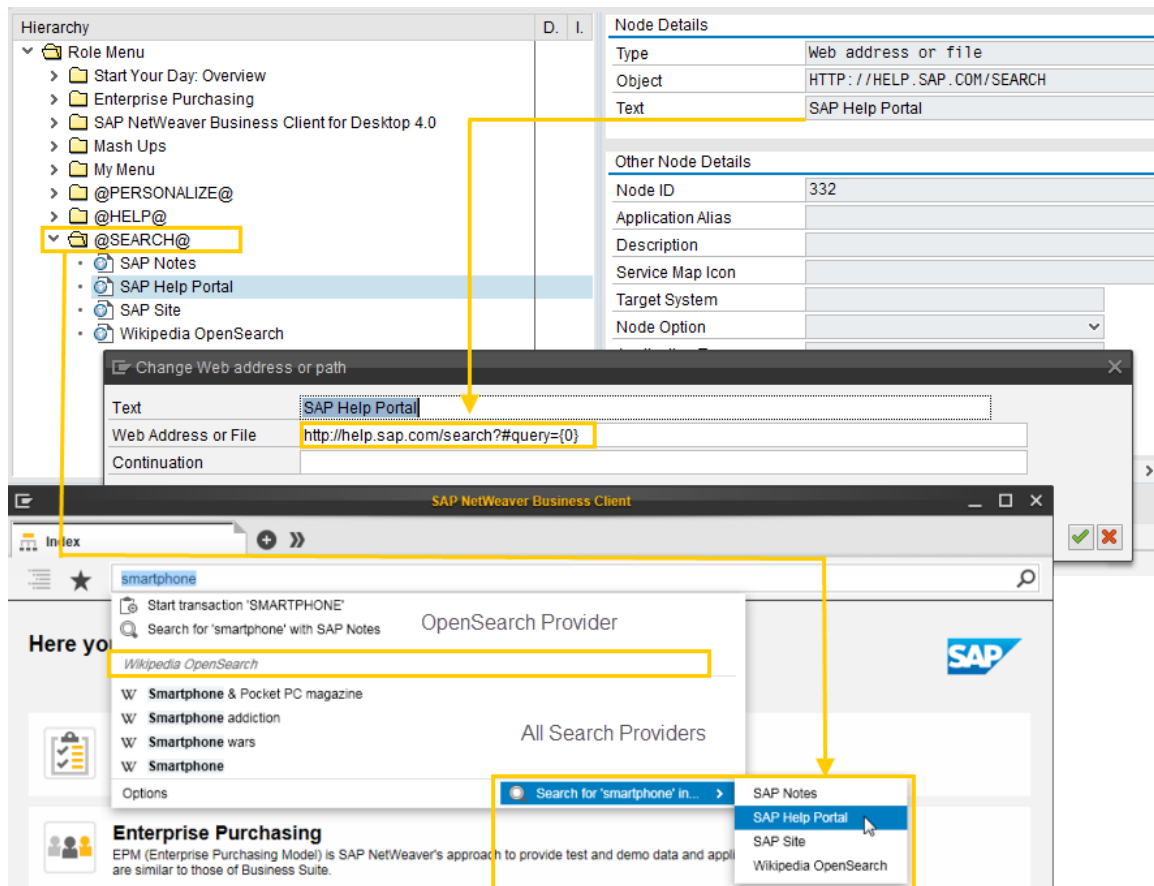 Hierarchy D. I.
Role Menu
Start Your Day: Overview
Enterprise Purchasing
SAP NetWeaver Business Client for Desktop 4.0
Mash Ups
My Menu
@PERSONALIZE@
@HELP@
@SEARCH@
SAP Notes
SAP Help Portal
SAP Site
Wikipedia OpenSearch
Node Details
Type Web address or file
Object HTTP://HELP.SAP.COM/SEARCH
Text SAP Help Portal
Other Node Details
Node ID 332
Application Alias
Description
Service Map Icon
Target System
Node Option
Change Web address or path
Text SAP Help Portal
Web Address or File http://help.sap.com/search?#query={0}
Continuation
SAP NetWeaver Business Client
Index
smartphone
Start transaction 'SMARTPHONE'
Search for 'smartphone' with SAP Notes
OpenSearch Provider
Here yo
SAP
Wikipedia OpenSearch
W Smartphone & Pocket PC magazine
W Smartphone addiction
W Smartphone wars
W Smartphone
All Search Providers
Options
Search for 'smartphone' in...
SAP Notes
SAP Help Portal
SAP Site
Wikipedia OpenSearch
Enterprise Purchasing
EPM (Enterprise Purchasing Model) is SAP NetWeaver's approach to provide test and demo data and appli
are similar to those of Business Suite.